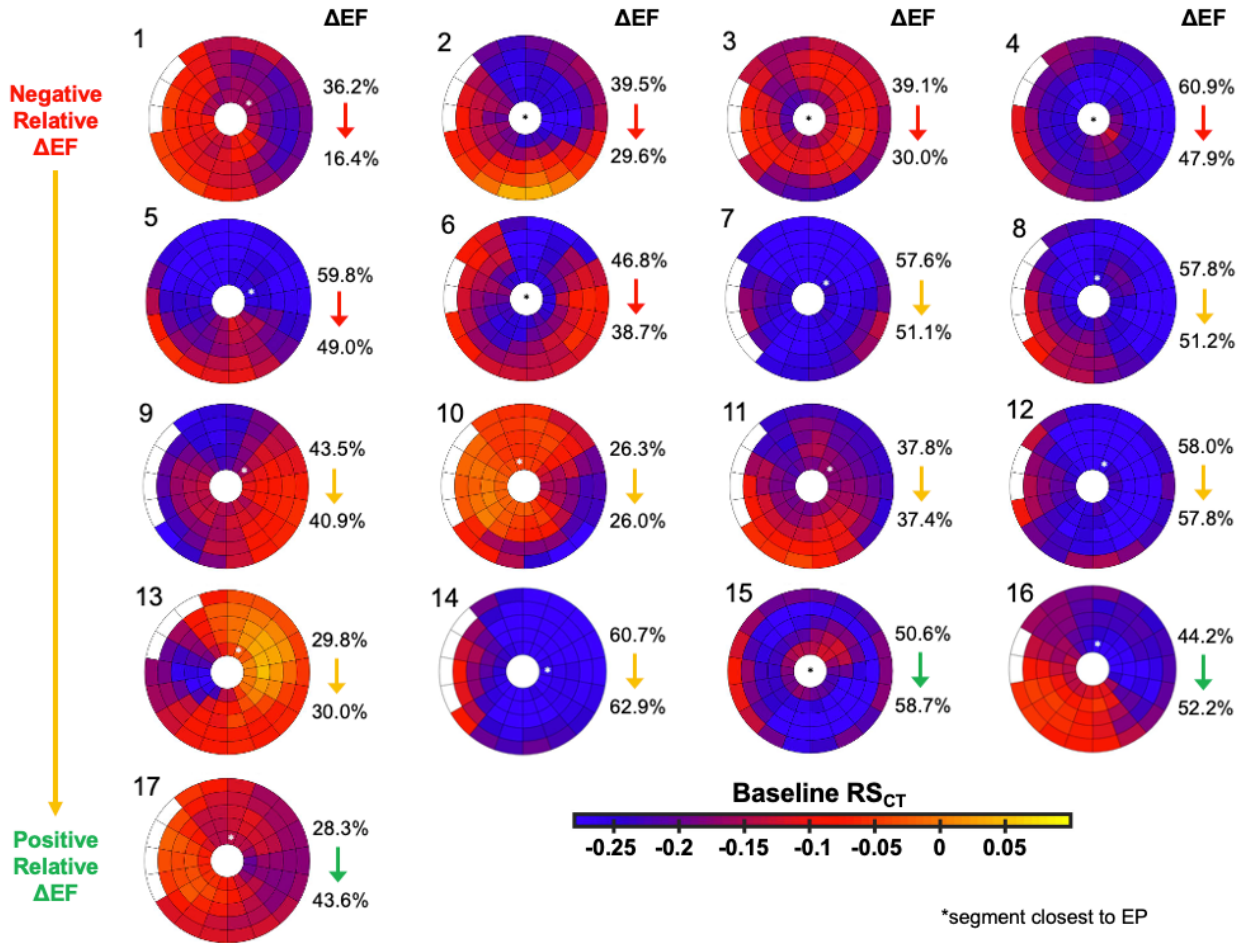 ΔEF ΔEF ΔEF ΔEF
Negative
Relative
ΔEF
1 36.2% 16.4%
2 39.5% 29.6%
3 39.1% 30.0%
4 60.9% 47.9%
5 59.8% 49.0%
6 46.8% 38.7%
7 57.6% 51.1%
8 57.8% 51.2%
9 43.5% 40.9%
10 26.3% 26.0%
11 37.8% 37.4%
12 58.0% 57.8%
13 29.8% 30.0%
14 60.7% 62.9%
15 50.6% 58.7%
16 44.2% 52.2%
17 28.3% 43.6%
Positive
Relative
ΔEF
Baseline RSCT
-0.25 -0.2 -0.15 -0.1 -0.05 0 0.05
*segment closest to EP